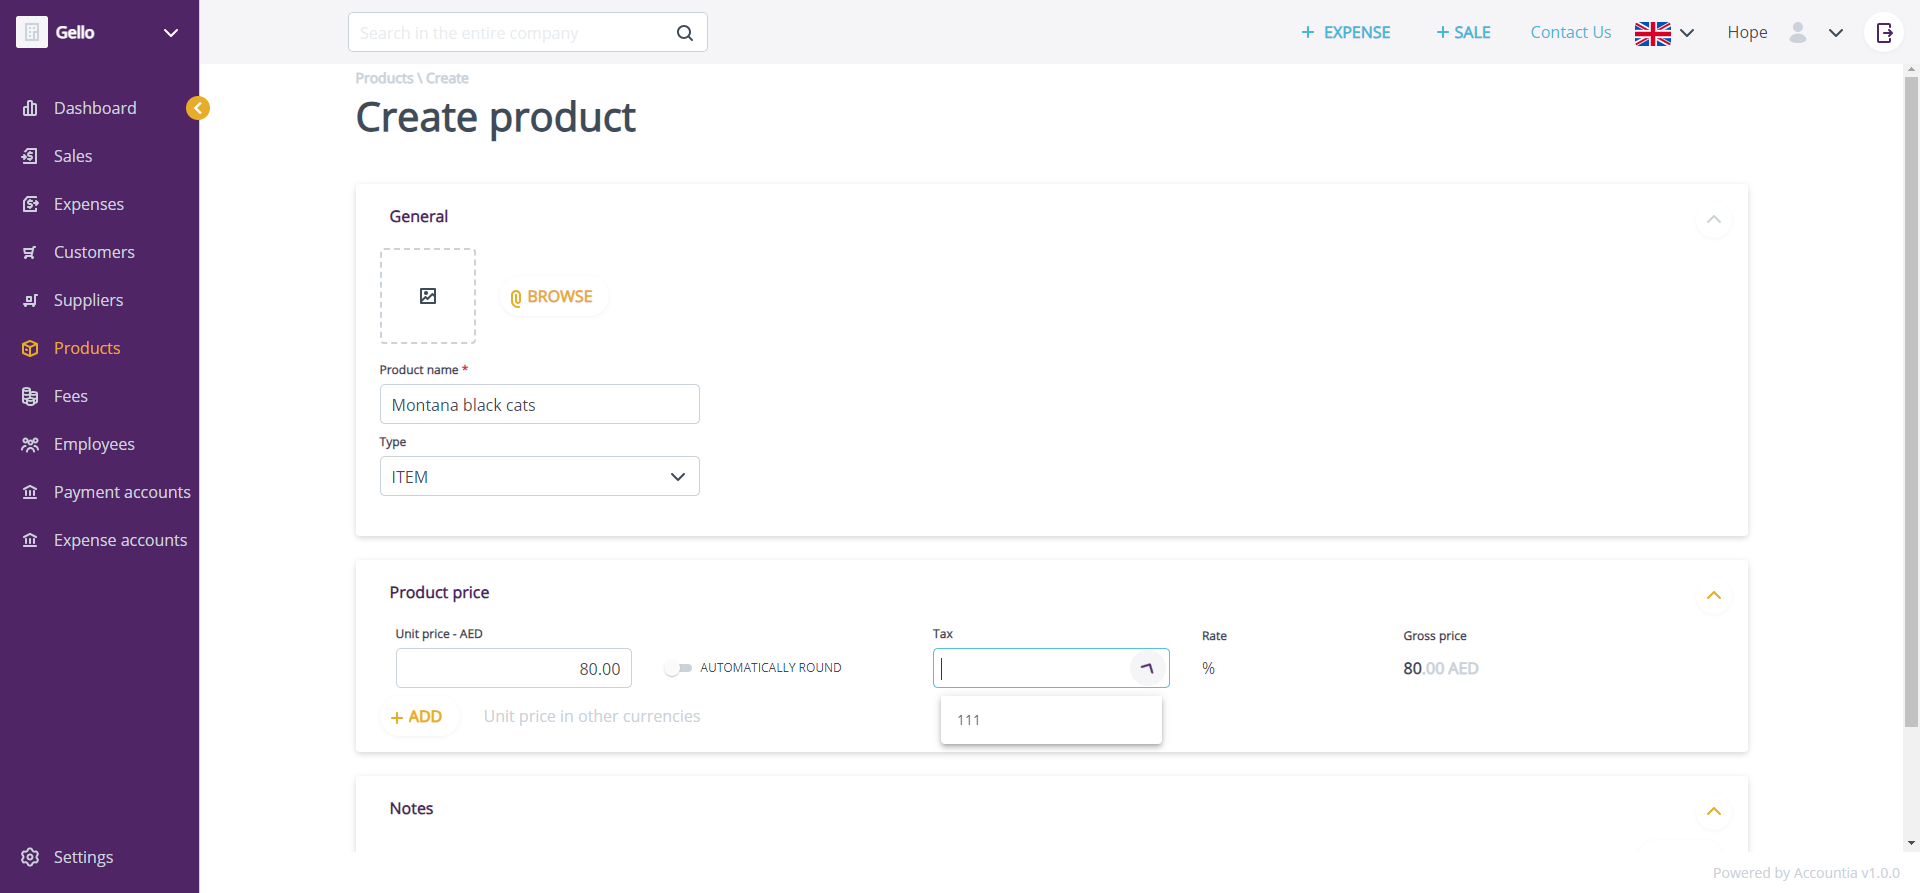 Gello
Search in the entire company
+ EXPENSE
+ SALE
Contact Us
Hope
Dashboard
Sales
Expenses
Customers
Suppliers
Products
Fees
Employees
Payment accounts
Expense accounts
Settings
Products \ Create
Create product
General
BROWSE
Product name *
Montana black cats
Type
ITEM
Product price
Unit price - AED
Tax
Rate
Gross price
80.00
AUTOMATICALLY ROUND
%
80.00 AED
+ ADD
Unit price in other currencies
111
Notes
Powered by Accountia v1.0.0